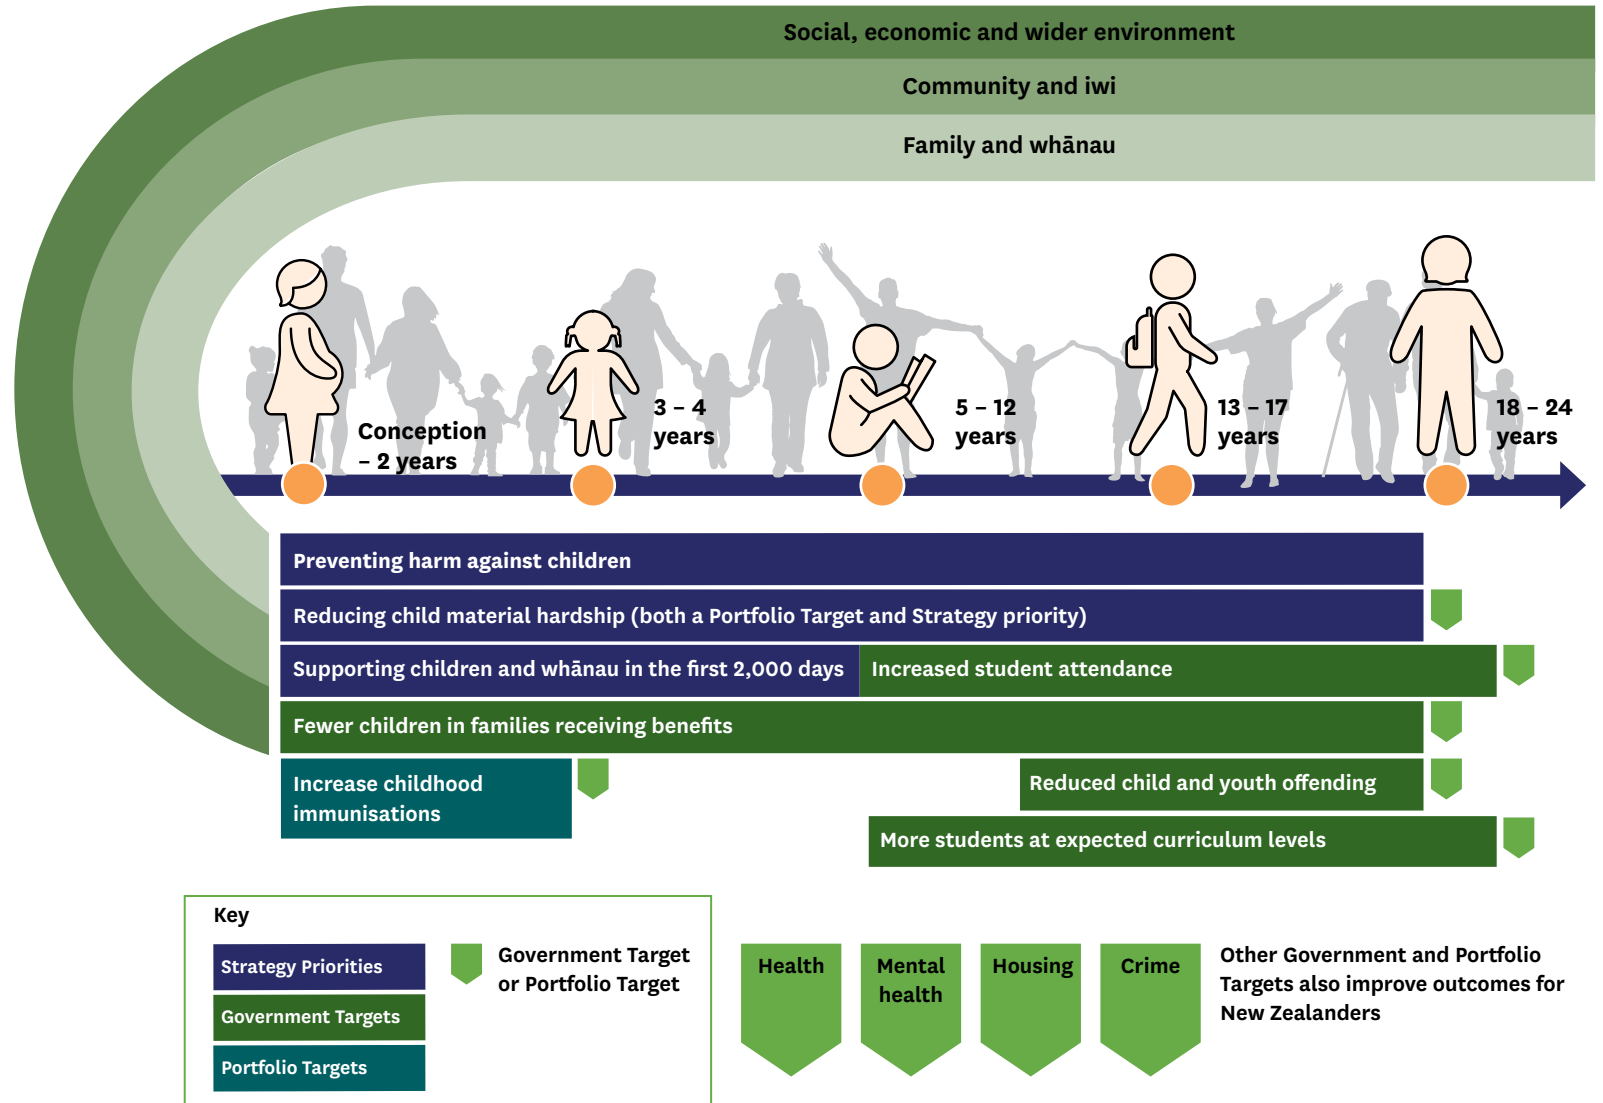 Social, economic and wider environment
Community and iwi
Family and whānau
Conception
– 2 years
3 – 4
years
5 – 12
years
13 – 17
years
18 – 24
years
Preventing harm against children
Reducing child material hardship (both a Portfolio Target and Strategy priority)
Supporting children and whānau in the first 2,000 days
Increased student attendance
Fewer children in families receiving benefits
Increase childhood
immunisations
Reduced child and youth offending
More students at expected curriculum levels
Key
Strategy Priorities
Government Targets
Portfolio Targets
Government Target
or Portfolio Target
Health
Mental
health
Housing
Crime
Other Government and Portfolio
Targets also improve outcomes for
New Zealanders